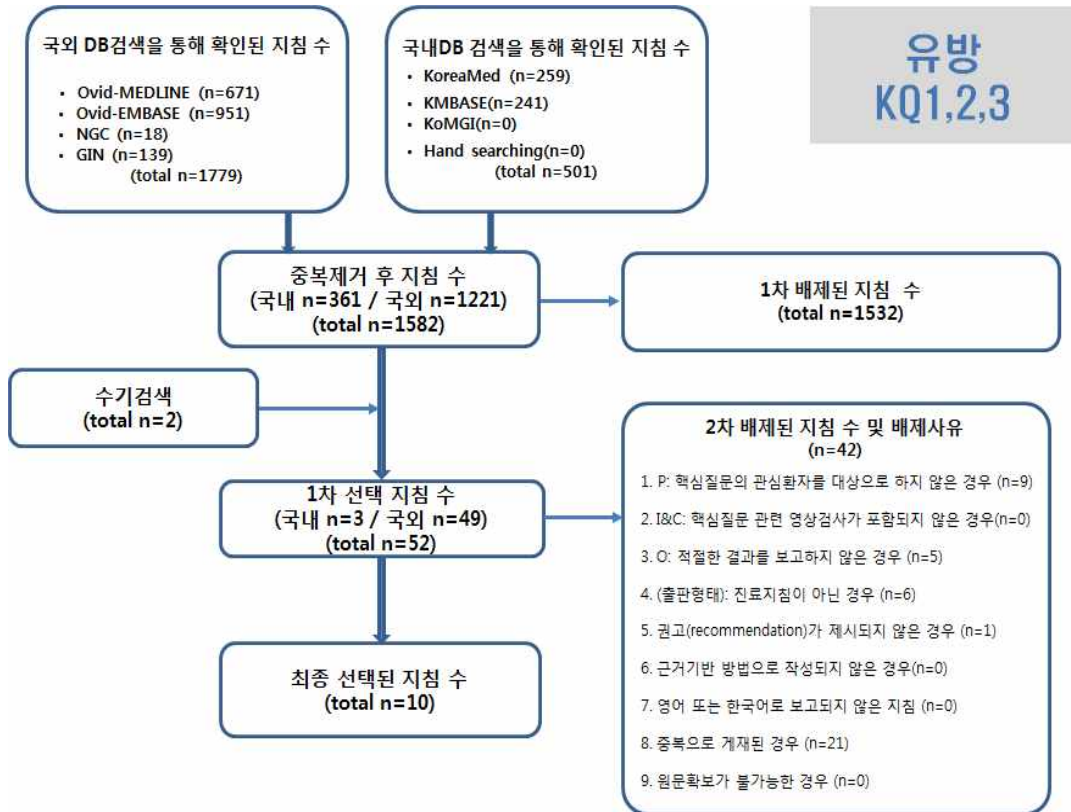 국외 DB검색을 통해 확인된 지침 수
• Ovid-MEDLINE (n=671)
• Ovid-EMBASE (n=951)
• NGC (n=18)
• GIN (n=139)
(total n=1779)
국내DB 검색을 통해 확인된 지침 수
• KoreaMed (n=259)
• KMBASE(n=241)
• KoMGI(n=0)
• Hand searching(n=0)
(total n=501)
유방
KQ1,2,3
중복제거 후 지침 수
(국내 n=361 / 국외 n=1221)
(total n=1582)
1차 배제된 지침 수
(total n=1532)
수기검색
(total n=2)
1차 선택 지침 수
(국내 n=3 / 국외 n=49)
(total n=52)
2차 배제된 지침 수 및 배제사유
(n=42)
1. P: 핵심질문의 관심환자를 대상으로 하지 않은 경우 (n=9)
2. I&C: 핵심질문 관련 영상검사가 포함되지 않은 경우(n=0)
3. O: 적절한 결과를 보고하지 않은 경우 (n=5)
4. (출판형태): 진료지침이 아닌 경우 (n=6)
5. 권고(recommendation)가 제시되지 않은 경우 (n=1)
6. 근거기반 방법으로 작성되지 않은 경우(n=0)
7. 영어 또는 한국어로 보고되지 않은 지침 (n=0)
8. 중복으로 게재된 경우 (n=21)
9. 원문확보가 불가능한 경우 (n=0)
최종 선택된 지침 수
(total n=10)